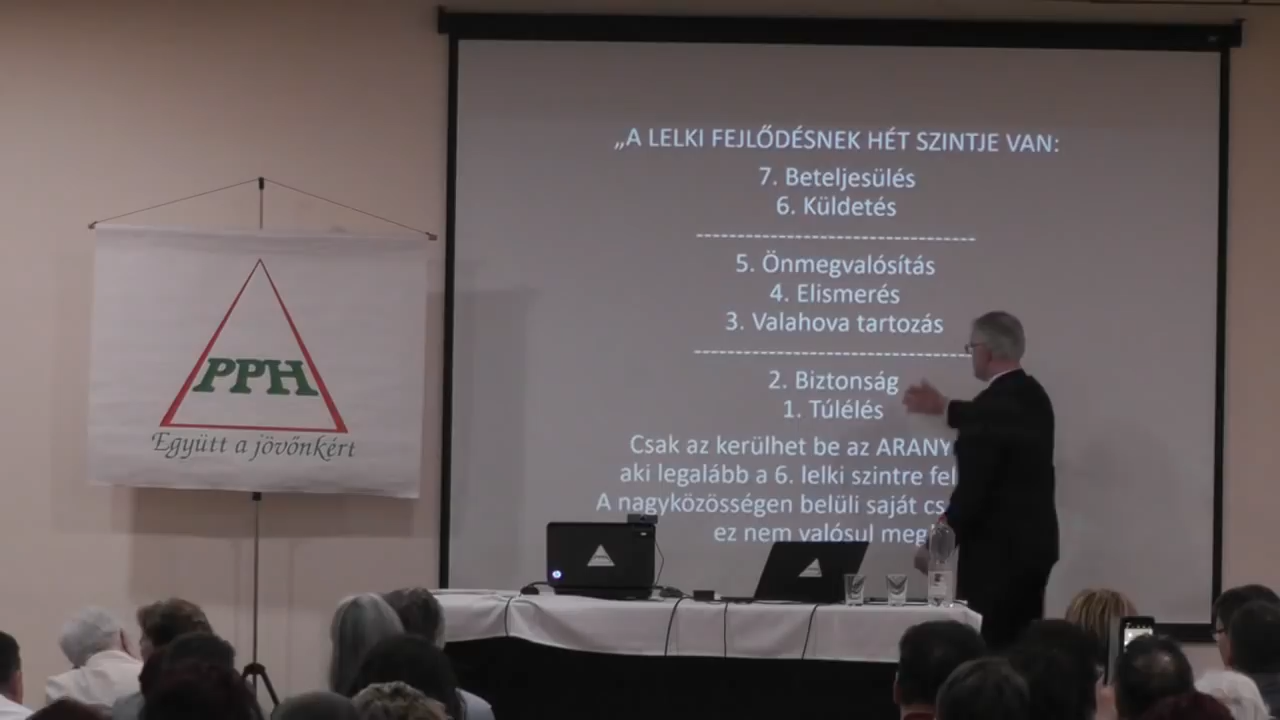 PPH
Együtt a jövőnkért
„A LELKI FEJLŐDÉSNEK HÉT SZINTJE VAN:
7. Beteljesülés
6. Küldetés
5. Önmegvalósítás
4. Elismerés
3. Valahova tartozás
2. Biztonság
1. Túlélés
Csak az kerülhet be az ARANY
aki legalább a 6. lelki szintre fel
A nagyközösségen belüli saját cs
ez nem valósul meg